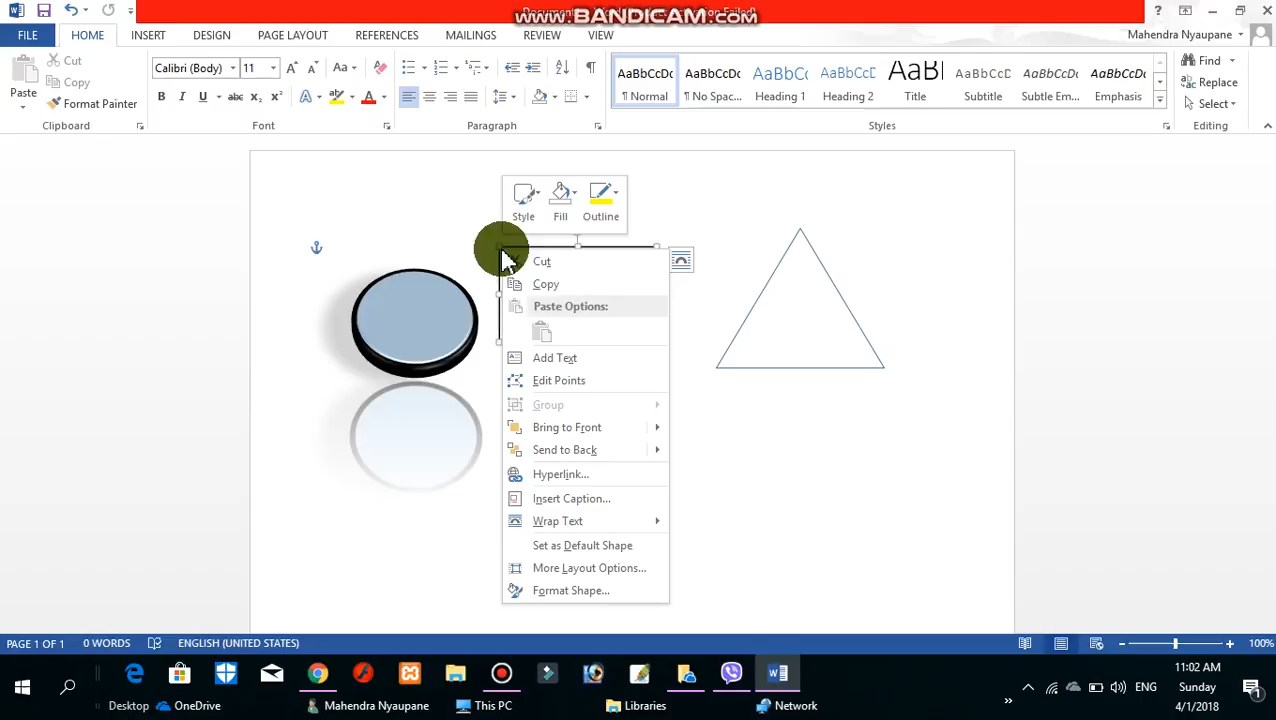 www.BANDICAM.com
FILE HOME INSERT DESIGN PAGE LAYOUT REFERENCES MAILINGS REVIEW VIEW Mahendra Nyaupane
Paste
Cut
Copy
Format Painter
Clipboard
Calibri (Body) 11
Font
Paragraph
AaBbCcDc AaBbCcDc AaBbCc AaBbCcC AaBl AaBbCcD AaBbCcDc AaBbCcDc
¶ Normal ¶ No Spac... Heading 1 Heading 2 Title Subtitle Subtle Em... Emphasis
Styles
Find
Replace
Select
Editing
Style Fill Outline
Cut
Copy
Paste Options:
Add Text
Edit Points
Group
Bring to Front
Send to Back
Hyperlink...
Insert Caption...
Wrap Text
Set as Default Shape
More Layout Options...
Format Shape...
PAGE 1 OF 1 0 WORDS ENGLISH (UNITED STATES) 100%
11:02 AM
ENG Sunday
Desktop OneDrive Mahendra Nyaupane This PC Libraries Network 4/1/2018